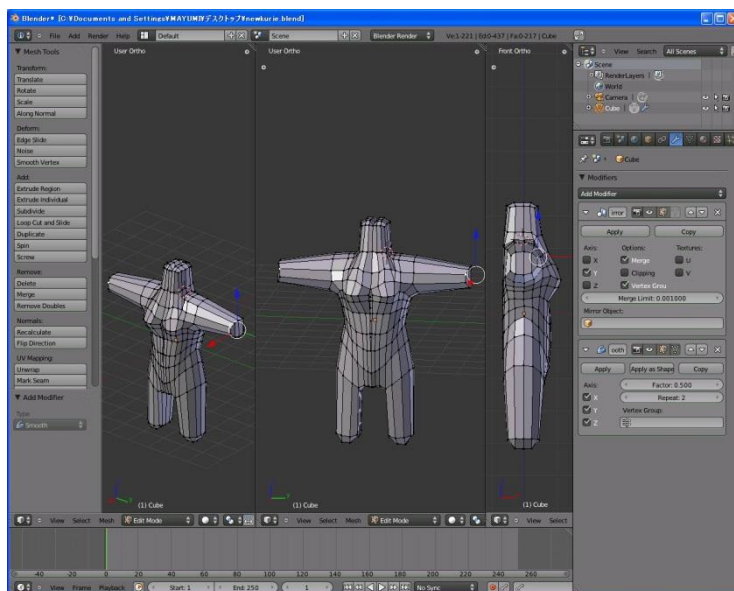 Blender* [C:¥Documents and Settings¥MAYUMI¥デスクトップ¥newkurie.blend]
File Add Render Help Default Scene Blender Render Ve:1-221 | Ed:0-437 | Fa:0-217 | Cube
Mesh Tools
Transform:
Translate
Rotate
Scale
Along Normal
Deform:
Edge Slide
Noise
Smooth Vertex
Add:
Extrude Region
Extrude Individual
Subdivide
Loop Cut and Slide
Duplicate
Spin
Screw
Remove:
Delete
Merge
Remove Doubles
Normals:
Recalculate
Flip Direction
UV Mapping:
Unwrap
Mark Seam
Add Modifier
Type
Smooth
User Ortho
(1) Cube
User Ortho
(1) Cube
Front Ortho
(1) Cube
View Select Mesh Edit Mode
View Select Mesh Edit Mode
View Select
View Search All Scenes
Scene
RenderLayers |
World
Camera |
Cube |
Cube
Modifiers
Add Modifier
irror
Apply Copy
Axis: Options: Textures:
X Merge U
Y Clipping V
Z Vertex Grou
Merge Limit: 0.001000
Mirror Object:
ooth
Apply Apply as Shape Copy
Axis: Factor: 0.500
X Repeat: 2
Y Vertex Group:
Z
-40 -20 0 20 40 60 80 100 120 140 160 180 200 220 240 260
View Frame Playback Start: 1 End: 250 1 No Sync